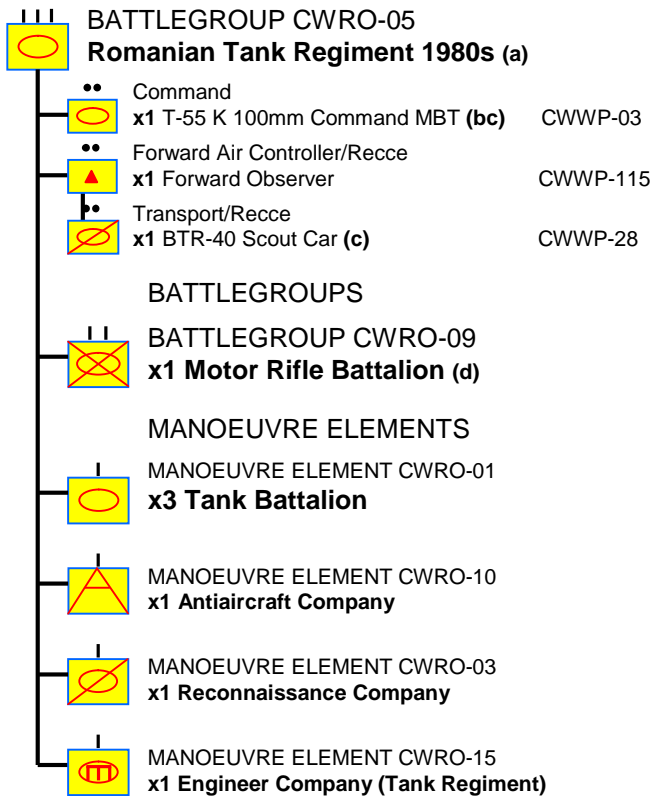 BATTLEGROUP CWRO-05
Romanian Tank Regiment 1980s (a)
Command
x1 T-55 K 100mm Command MBT (bc) CWWP-03
Forward Air Controller/Recce
x1 Forward Observer CWWP-115
Transport/Recce
x1 BTR-40 Scout Car (c) CWWP-28
BATTLEGROUPS
BATTLEGROUP CWRO-09
x1 Motor Rifle Battalion (d)
MANOEUVRE ELEMENTS
MANOEUVRE ELEMENT CWRO-01
x3 Tank Battalion
MANOEUVRE ELEMENT CWRO-10
x1 Antiaircraft Company
MANOEUVRE ELEMENT CWRO-03
x1 Reconnaissance Company
MANOEUVRE ELEMENT CWRO-15
x1 Engineer Company (Tank Regiment)